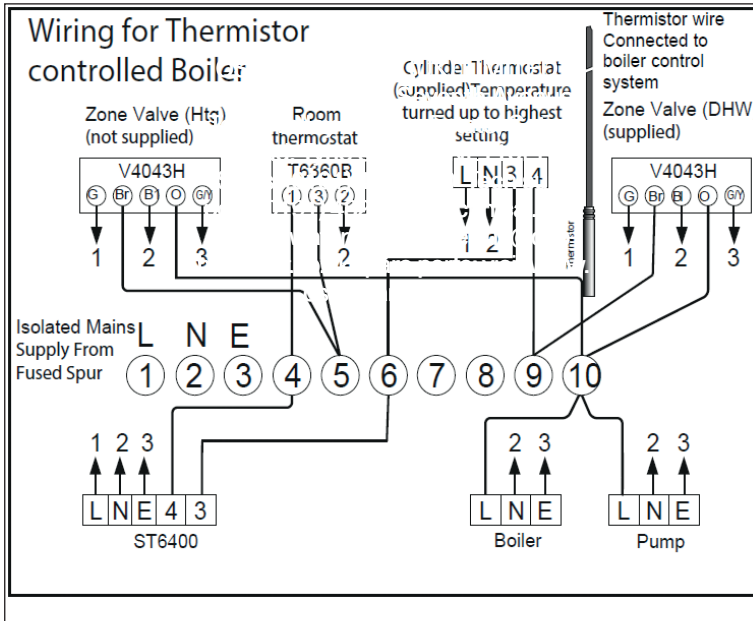 Wiring for Thermistor
controlled Boiler
Cylinder Thermostat
(supplied)Temperature
turned up to highest
setting
Thermistor wire
Connected to
boiler control
system
Zone Valve (Htg)
(not supplied)
Room
thermostat
Zone Valve (DHW
(supplied)
V4043H
T6360B
L N 3 4
V4043H
G Br B1 O G/Y
1 3 2
G Br Bl O G/Y
Thermistor
1 2 3
2
1 2
1 2 3
Isolated Mains
Supply From
Fused Spur
L N E
1 2 3 4 5 6 7 8 9 10
1 2 3
2 3
2 3
L N E 4 3
L N E
L N E
ST6400
Boiler
Pump